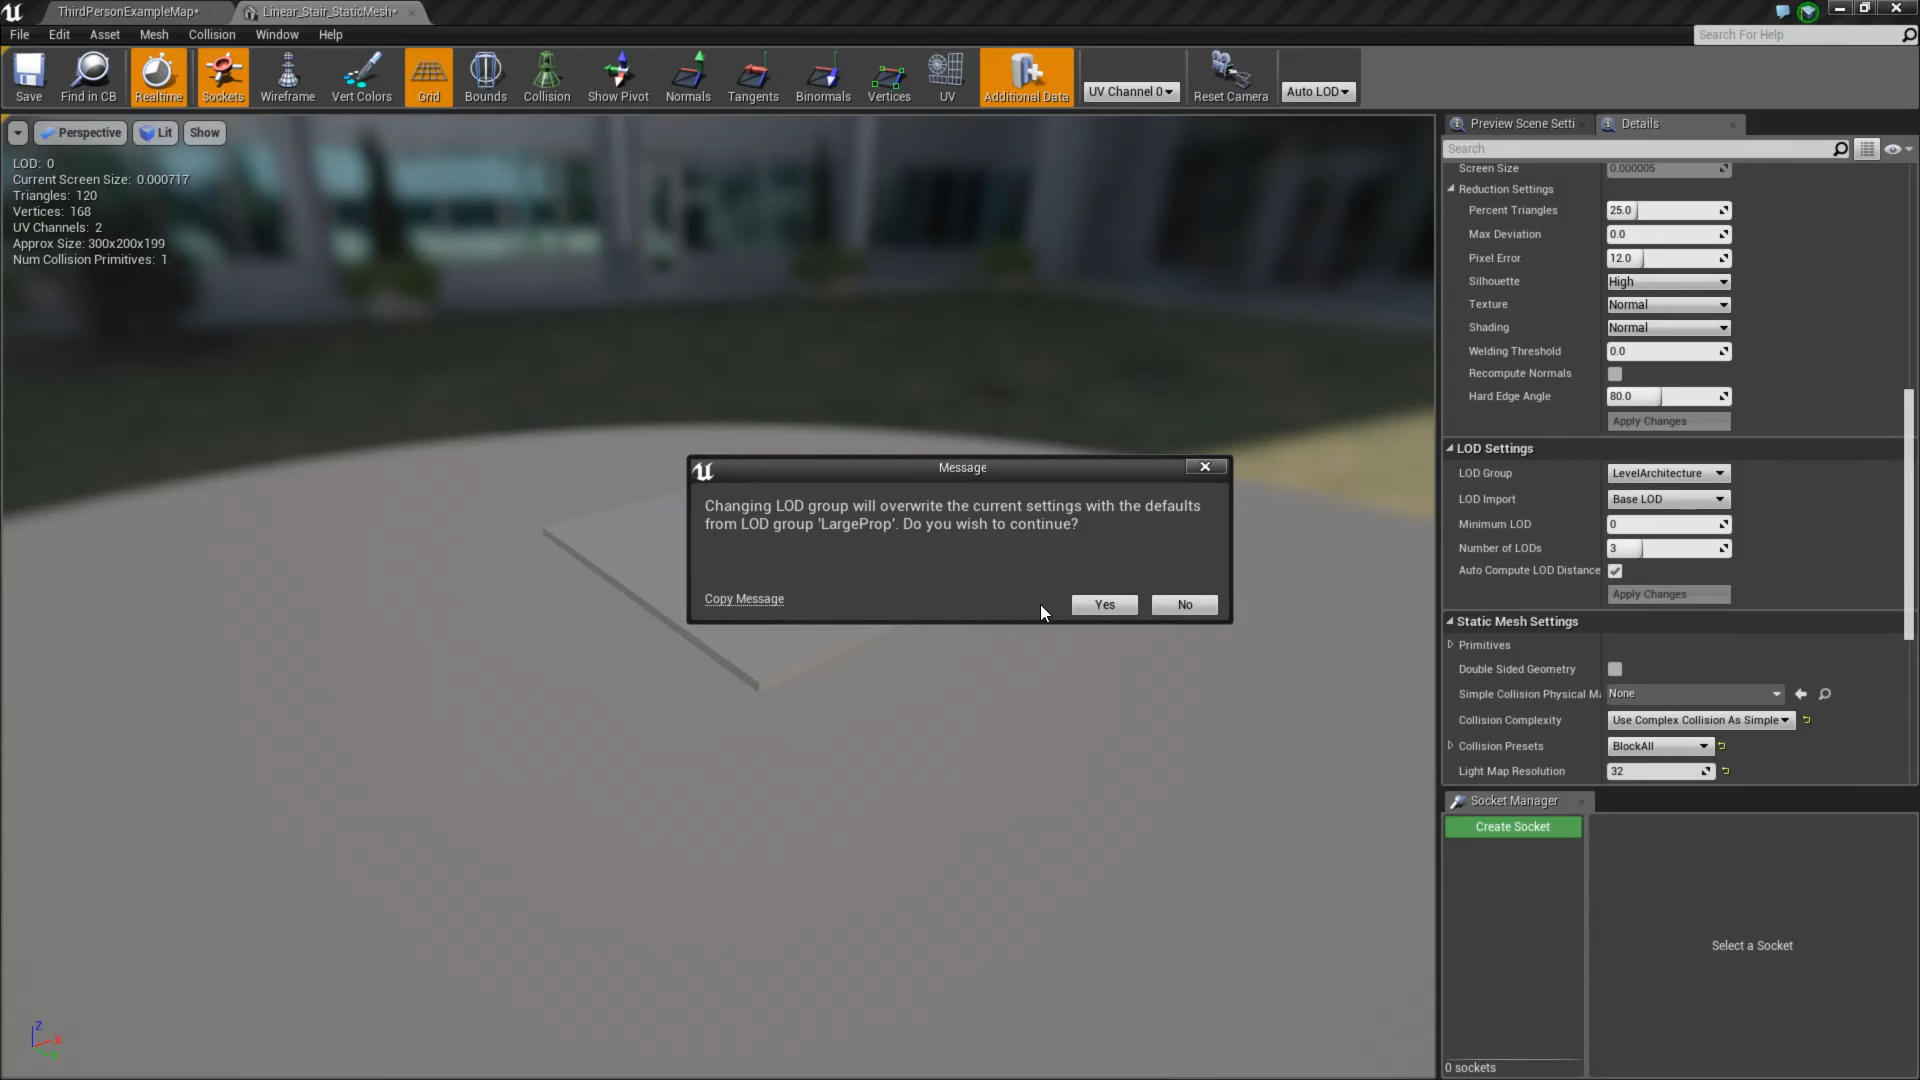 ThirdPersonExampleMap*
Linear_Stair_StaticMesh*
File Edit Asset Mesh Collision Window Help
Search For Help
Save Find in CB Realtime Sockets Wireframe Vert Colors Grid Bounds Collision Show Pivot Normals Tangents Binormals Vertices UV Additional Data UV Channel 0 Reset Camera Auto LOD
Perspective Lit Show
LOD: 0
Current Screen Size: 0.000717
Triangles: 120
Vertices: 168
UV Channels: 2
Approx Size: 300x200x199
Num Collision Primitives: 1
Message
Changing LOD group will overwrite the current settings with the defaults
from LOD group 'LargeProp'. Do you wish to continue?
Copy Message
Yes No
Z
X
Y
Preview Scene Setti Details
Search
Screen Size 0.000005
Reduction Settings
Percent Triangles 25.0
Max Deviation 0.0
Pixel Error 12.0
Silhouette High
Texture Normal
Shading Normal
Welding Threshold 0.0
Recompute Normals
Hard Edge Angle 80.0
Apply Changes
LOD Settings
LOD Group LevelArchitecture
LOD Import Base LOD
Minimum LOD 0
Number of LODs 3
Auto Compute LOD Distance
Apply Changes
Static Mesh Settings
Primitives
Double Sided Geometry
Simple Collision Physical Ma None
Collision Complexity Use Complex Collision As Simple
Collision Presets BlockAll
Light Map Resolution 32
Socket Manager
Create Socket
Select a Socket
0 sockets